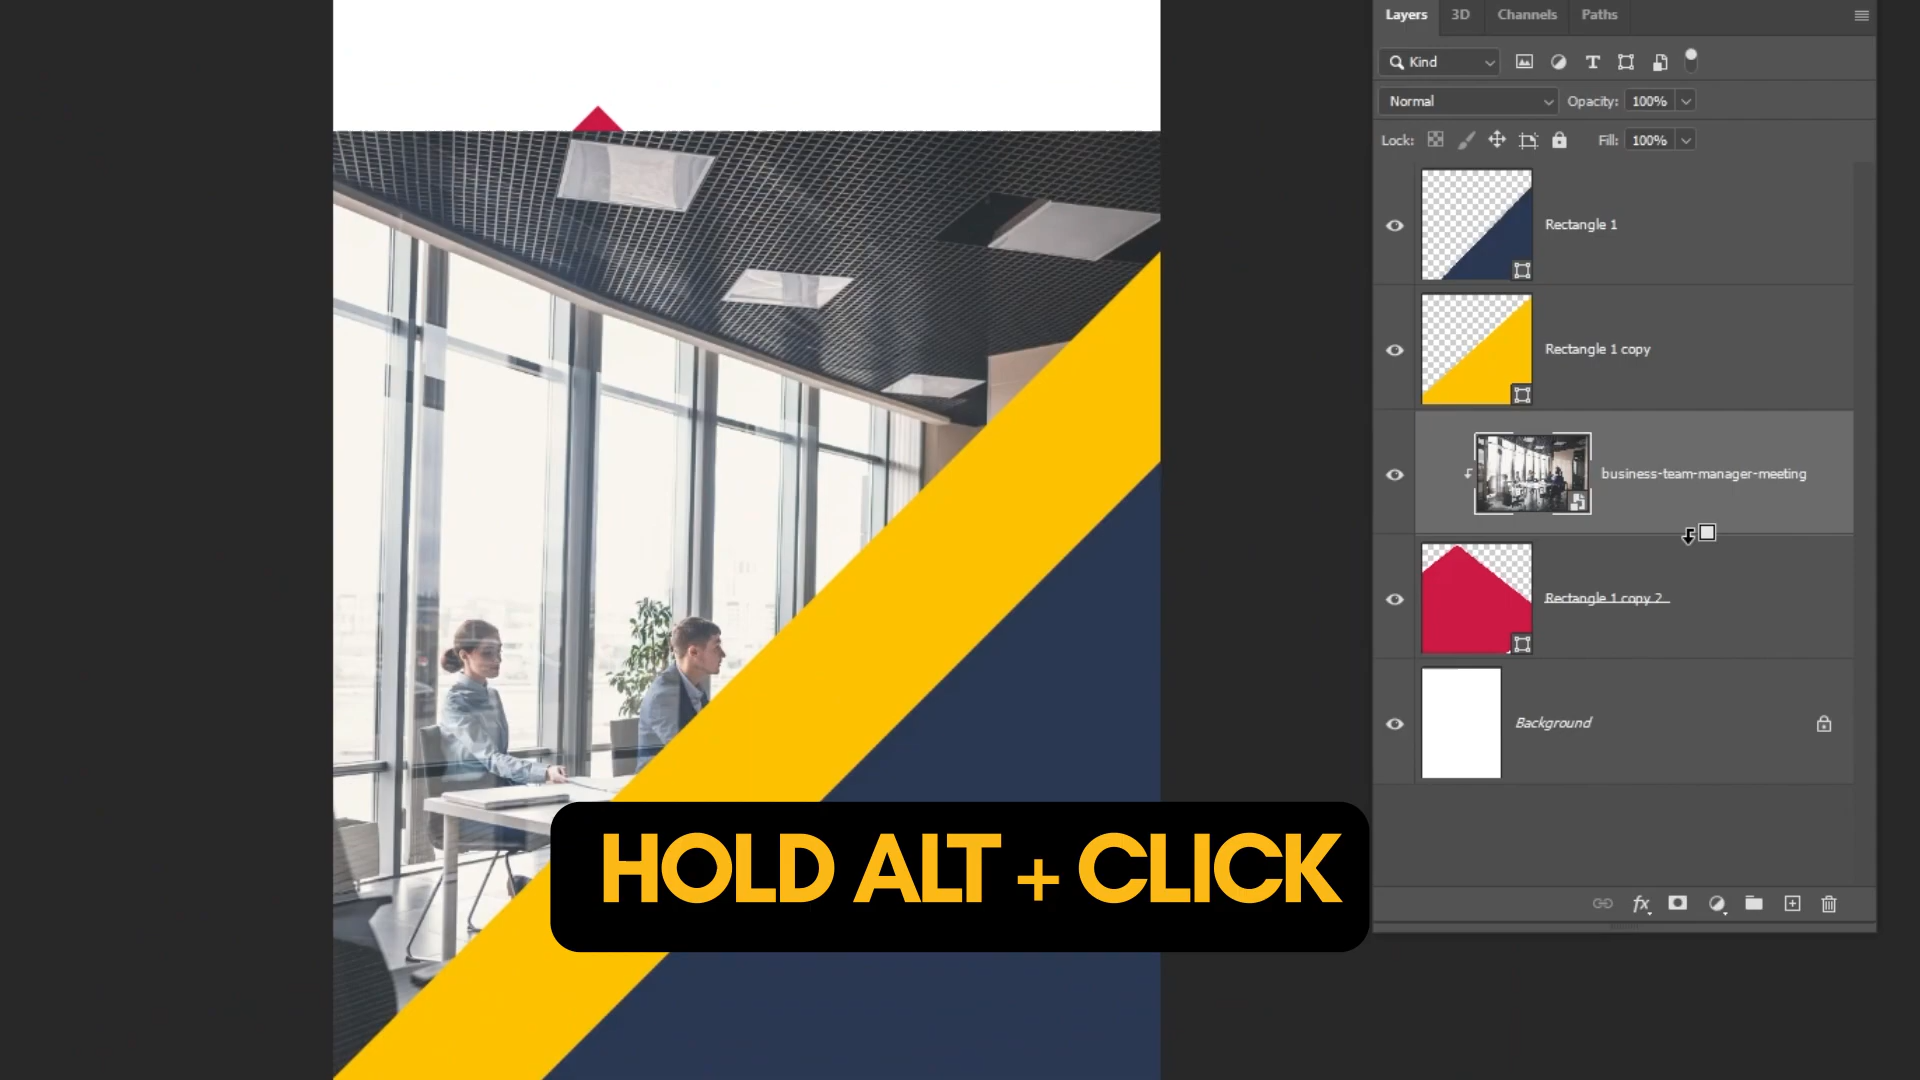 Layers 3D Channels Paths
Kind
Normal Opacity: 100%
Lock: Fill: 100%
Rectangle 1
Rectangle 1 copy
business-team-manager-meeting
Rectangle 1 copy 2
Background
HOLD ALT + CLICK
fx